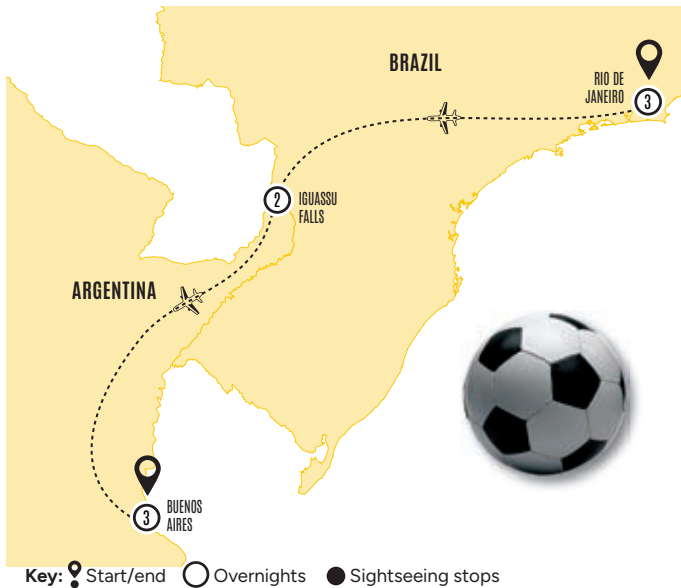 BRAZIL
RIO DE
JANEIRO
3
2
IGUASSU
FALLS
ARGENTINA
3
BUENOS
AIRES
Key: Start/end Overnights Sightseeing stops